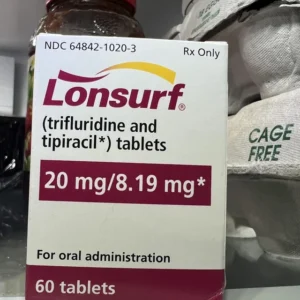 NDC 64842-1020-3
Rx Only
Lonsurf®
(trifluridine and
tipiracil*) tablets
20 mg/8.19 mg*
For oral administration
60 tablets
CAGE
FREE